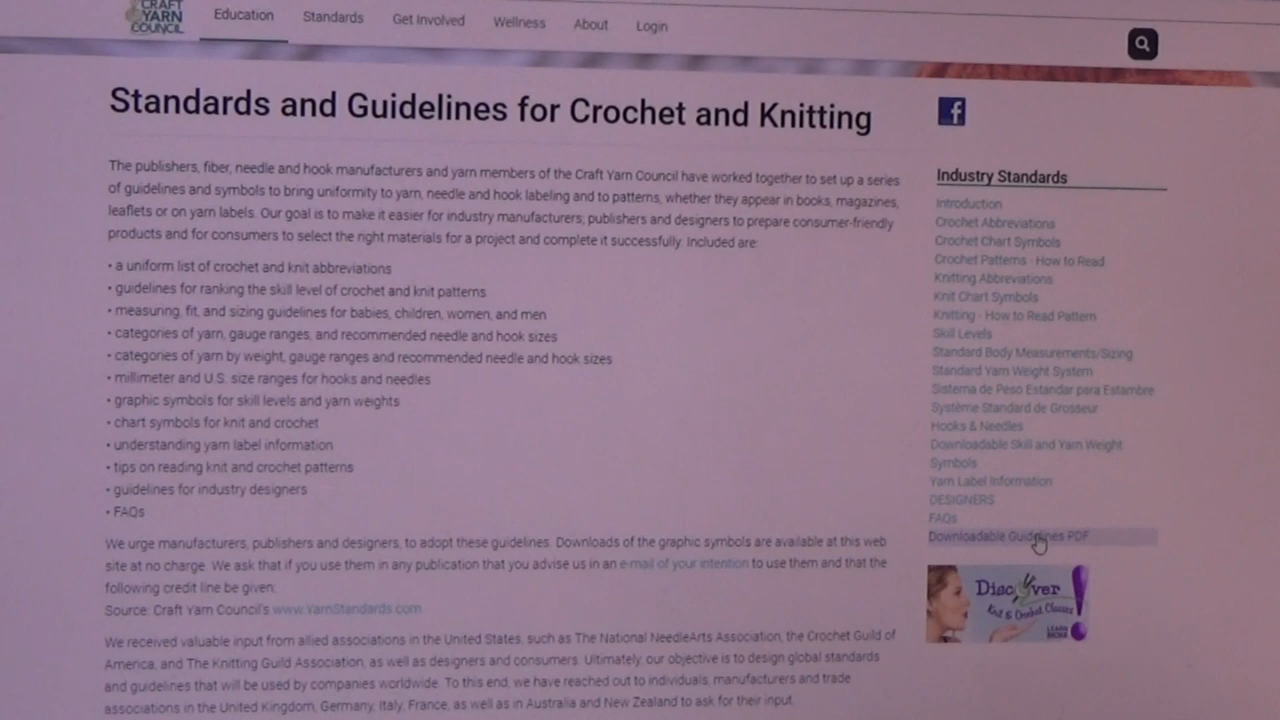 CRAFT
YARN
COUNCIL
Education Standards Get Involved Wellness About Login
Standards and Guidelines for Crochet and Knitting
The publishers, fiber, needle and hook manufacturers and yarn members of the Craft Yarn Council have worked together to set up a series
of guidelines and symbols to bring uniformity to yarn, needle and hook labeling and to patterns, whether they appear in books, magazines,
leaflets or on yarn labels. Our goal is to make it easier for industry manufacturers, publishers and designers to prepare consumer-friendly
products and for consumers to select the right materials for a project and complete it successfully. Included are:
• a uniform list of crochet and knit abbreviations
• guidelines for ranking the skill level of crochet and knit patterns
• measuring, fit, and sizing guidelines for babies, children, women, and men
• categories of yarn, gauge ranges, and recommended needle and hook sizes
• categories of yarn by weight, gauge ranges and recommended needle and hook sizes
• millimeter and U.S. size ranges for hooks and needles
• graphic symbols for skill levels and yarn weights
• chart symbols for knit and crochet
• understanding yarn label information
• tips on reading knit and crochet patterns
• guidelines for industry designers
• FAQs
We urge manufacturers, publishers and designers, to adopt these guidelines. Downloads of the graphic symbols are available at this web
site at no charge. We ask that if you use them in any publication that you advise us in an e-mail of your intention to use them and that the
following credit line be given:
Source: Craft Yarn Council's www.YarnStandards.com
We received valuable input from allied associations in the United States, such as The National NeedleArts Association, the Crochet Guild of
America, and The Knitting Guild Association, as well as designers and consumers. Ultimately, our objective is to design global standards
and guidelines that will be used by companies worldwide. To this end, we have reached out to individuals, manufacturers and trade
associations in the United Kingdom, Germany, Italy, France, as well as in Australia and New Zealand to ask for their input.
f
Industry Standards
Introduction
Crochet Abbreviations
Crochet Chart Symbols
Crochet Patterns - How to Read
Knitting Abbreviations
Knit Chart Symbols
Knitting - How to Read Pattern
Skill Levels
Standard Body Measurements/Sizing
Standard Yarn Weight System
Sistema de Peso Estandar para Estambre
Système Standard de Grosseur
Hooks & Needles
Downloadable Skill and Yarn Weight
Symbols
Yarn Label Information
DESIGNERS
FAQs
Downloadable Guidelines PDF
Discover
Knit & Crochet Classes
LEARN
MORE